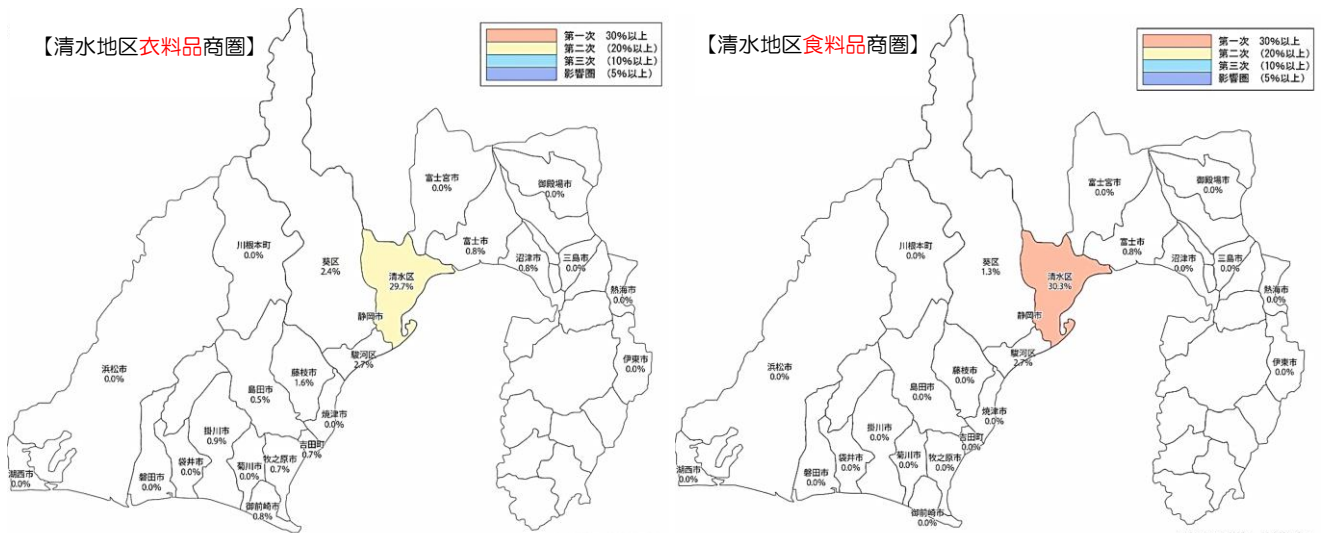 【清水地区衣料品商圏】
第一次 30%以上
第二次 (20%以上)
第三次 (10%以上)
影響圏 (5%以上)
富士宮市
0.0%
御殿場市
0.0%
川根本町
0.0%
葵区
2.4%
清水区
29.7%
富士市
0.8%
沼津市
0.8%
三島市
0.0%
熱海市
0.0%
静岡市
駿河区
2.7%
伊東市
0.0%
浜松市
0.0%
藤枝市
1.6%
島田市
0.5%
焼津市
0.0%
掛川市
0.9%
吉田町
0.7%
湖西市
0.0%
磐田市
0.0%
袋井市
0.0%
菊川市
0.0%
牧之原市
0.7%
御前崎市
0.8%
【清水地区食料品商圏】
第一次 30%以上
第二次 (20%以上)
第三次 (10%以上)
影響圏 (5%以上)
富士宮市
0.0%
御殿場市
0.0%
川根本町
0.0%
葵区
1.3%
清水区
30.3%
富士市
0.8%
沼津市
0.0%
三島市
0.0%
熱海市
0.0%
静岡市
駿河区
2.7%
伊東市
0.0%
浜松市
0.0%
藤枝市
0.0%
島田市
0.0%
焼津市
0.0%
掛川市
0.0%
吉田町
0.0%
湖西市
0.0%
磐田市
0.0%
袋井市
0.0%
菊川市
0.0%
牧之原市
0.0%
御前崎市
0.0%